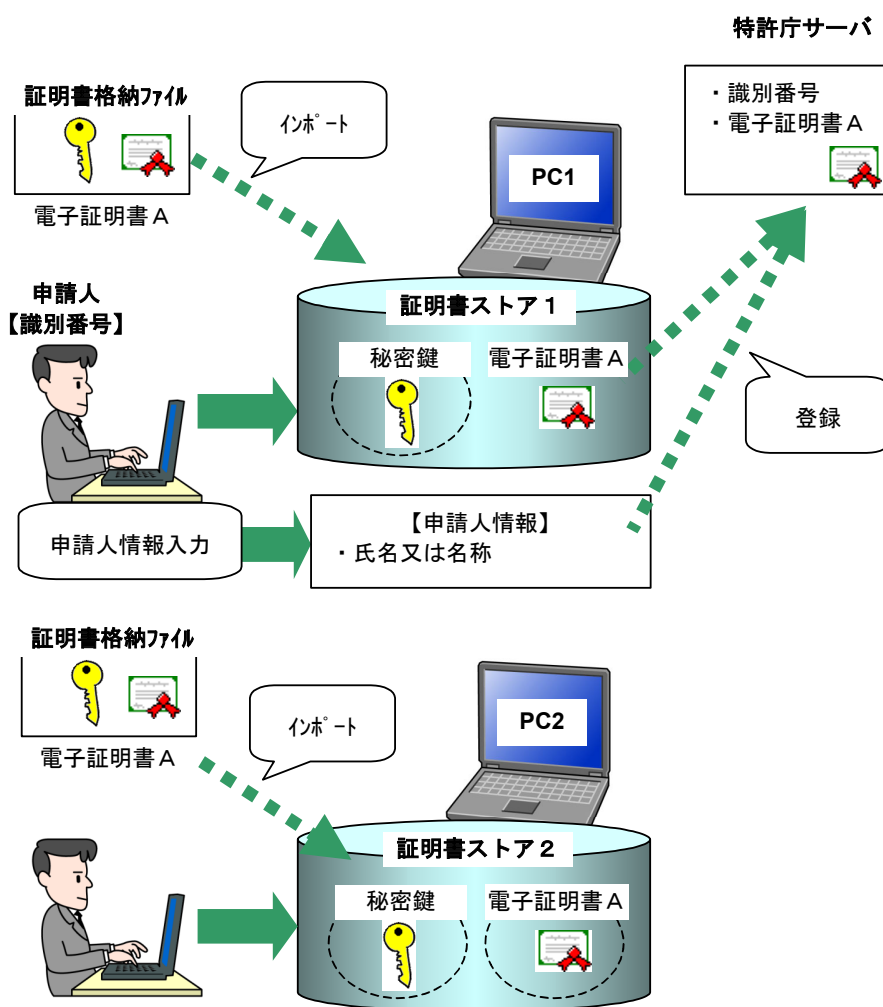 特許庁サーバ
・識別番号
・電子証明書A
証明書格納ﾌｧｲﾙ
ｲﾝﾎﾟｰﾄ
電子証明書A
PC1
申請人
【識別番号】
証明書ストア1
秘密鍵
電子証明書A
登録
申請人情報入力
【申請人情報】
・氏名又は名称
証明書格納ﾌｧｲﾙ
ｲﾝﾎﾟｰﾄ
電子証明書A
PC2
証明書ストア2
秘密鍵
電子証明書A